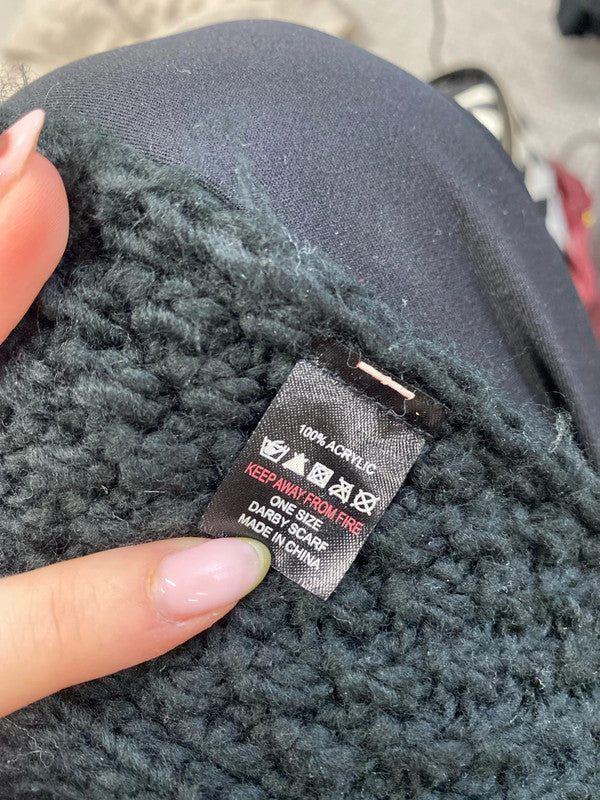 100% ACRYLIC
KEEP AWAY FROM FIRE
ONE SIZE
DARBY SCARF
MADE IN CHINA